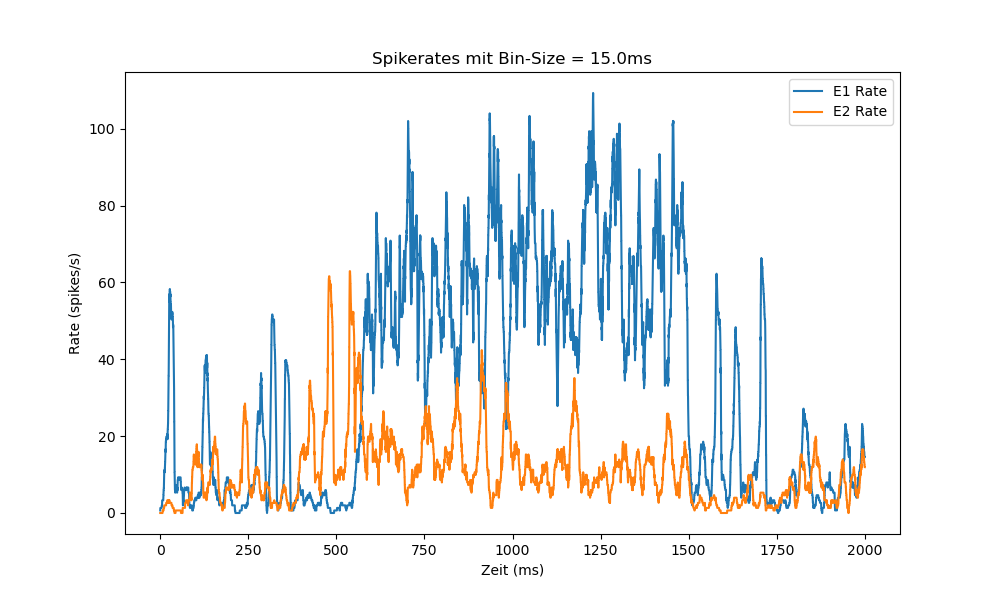 Spikerates mit Bin-Size = 15.0ms
E1 Rate
E2 Rate
Rate (spikes/s)
100
80
60
40
20
0
0 250 500 750 1000 1250 1500 1750 2000
Zeit (ms)